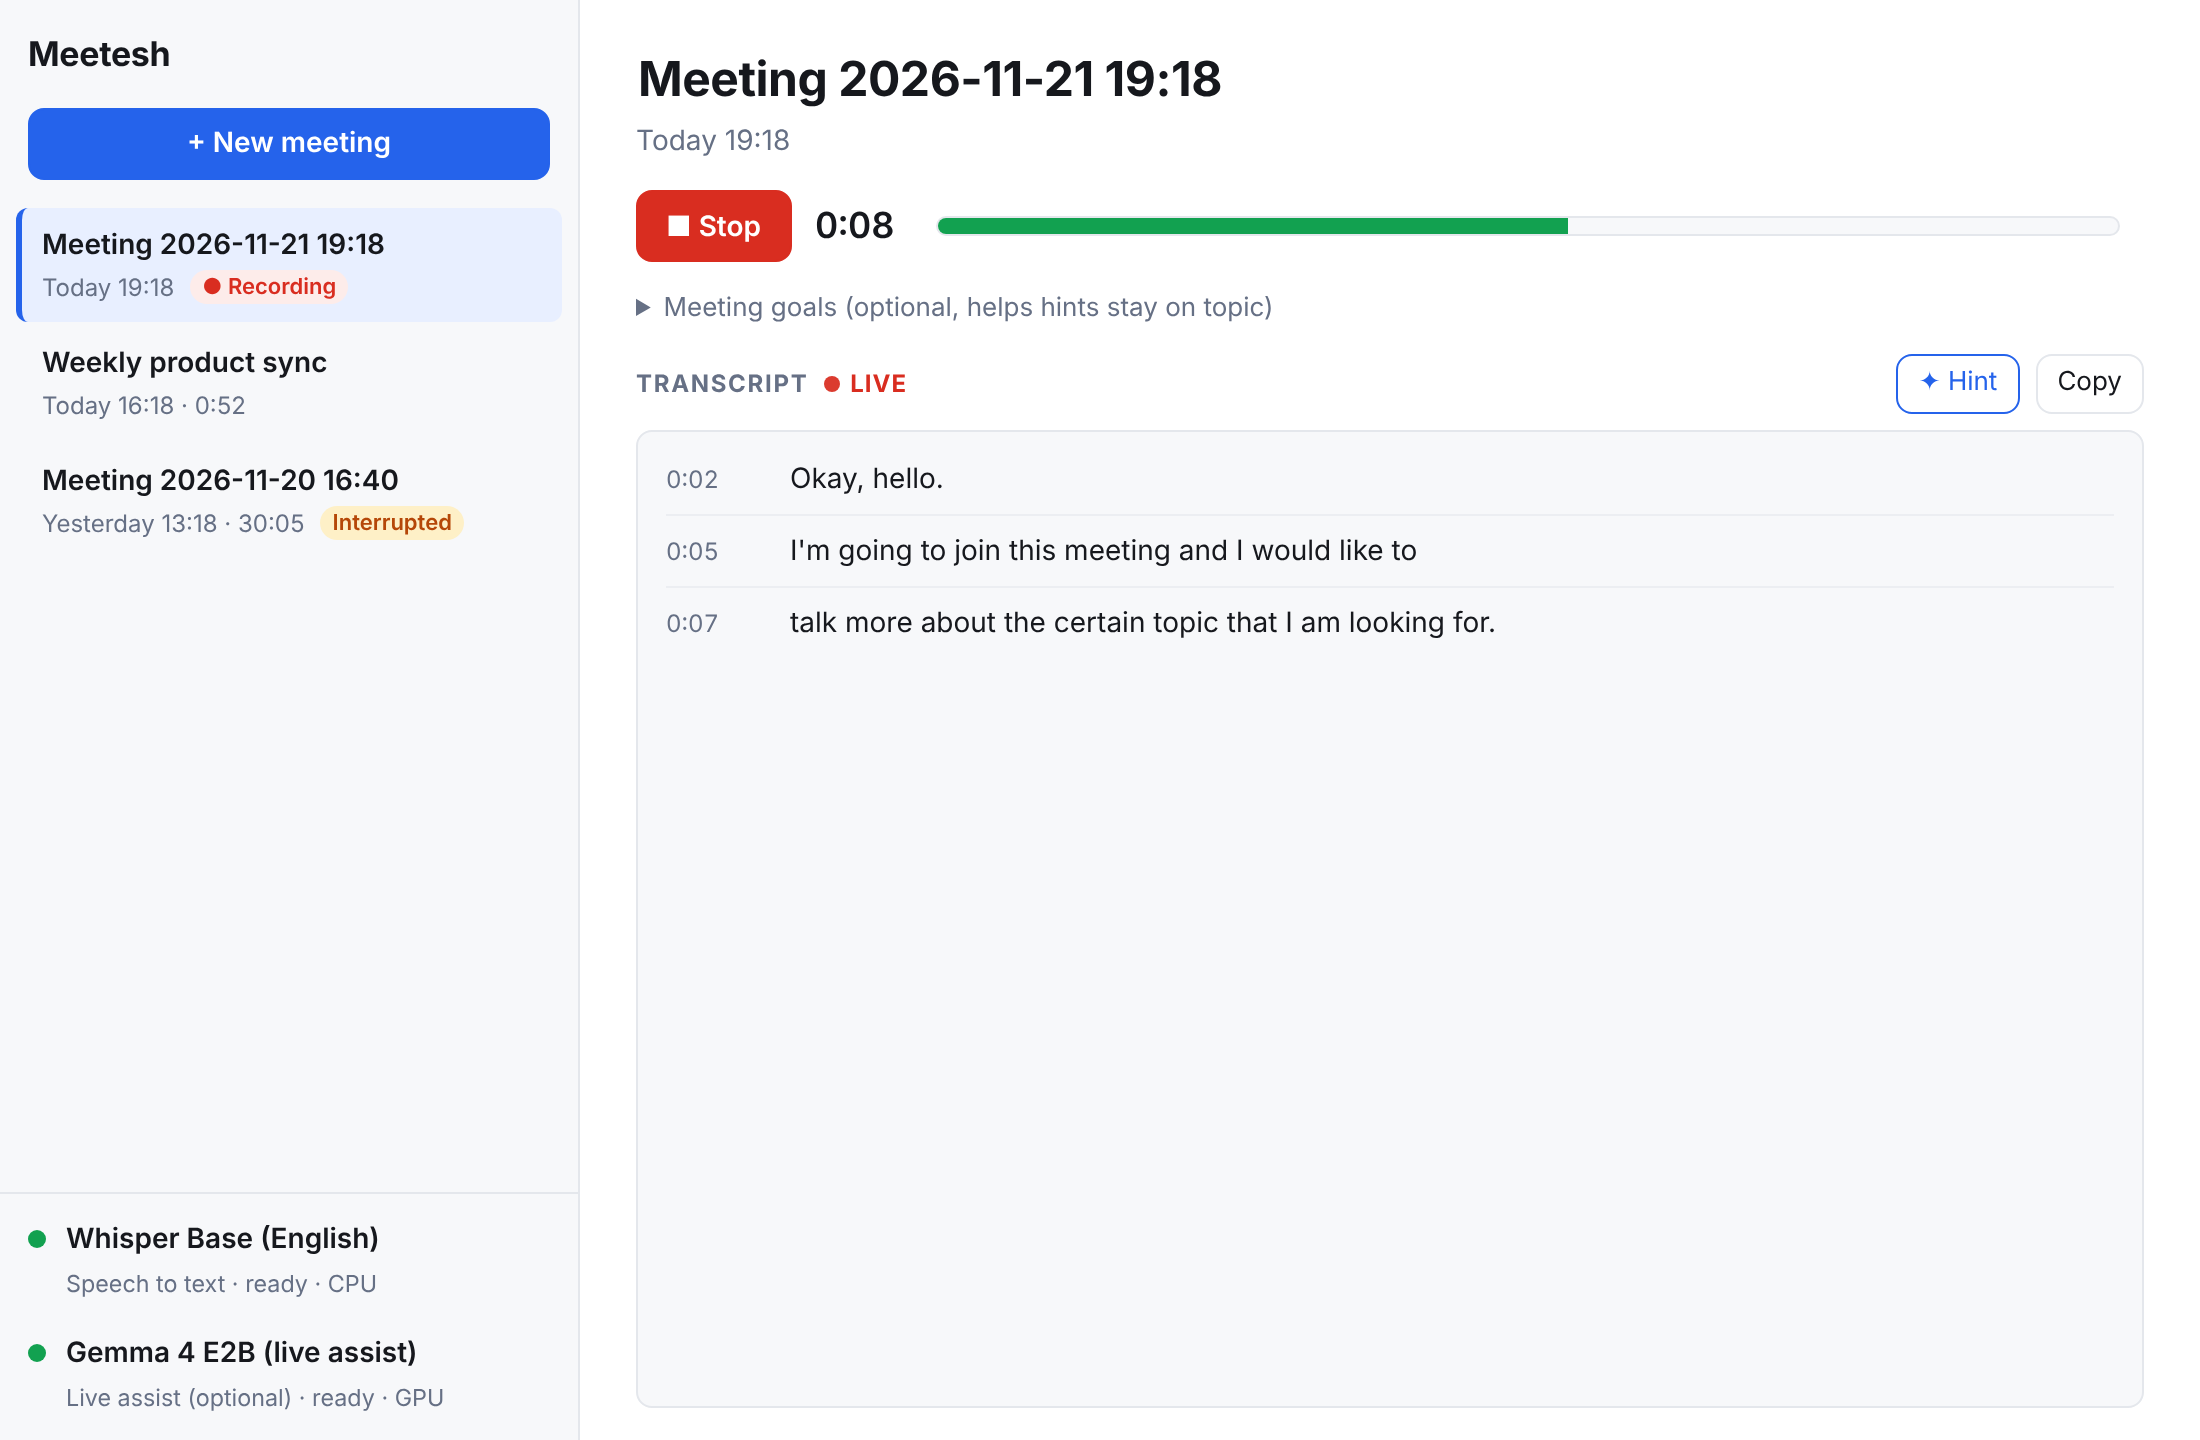 Meetesh
+ New meeting
Meeting 2026-11-21 19:18
Today 19:18 Recording
Weekly product sync
Today 16:18 · 0:52
Meeting 2026-11-20 16:40
Yesterday 13:18 · 30:05 Interrupted
Whisper Base (English)
Speech to text · ready · CPU
Gemma 4 E2B (live assist)
Live assist (optional) · ready · GPU
Meeting 2026-11-21 19:18
Today 19:18
Stop 0:08
Meeting goals (optional, helps hints stay on topic)
TRANSCRIPT LIVE Hint Copy
0:02 Okay, hello.
0:05 I'm going to join this meeting and I would like to
0:07 talk more about the certain topic that I am looking for.